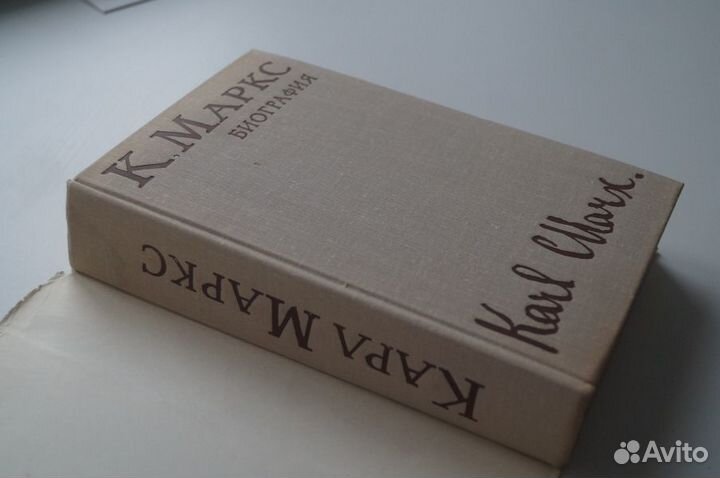 К. МАРКС
БИОГРАФИЯ
Karl Marx.
КАРЛ МАРКС
Avito